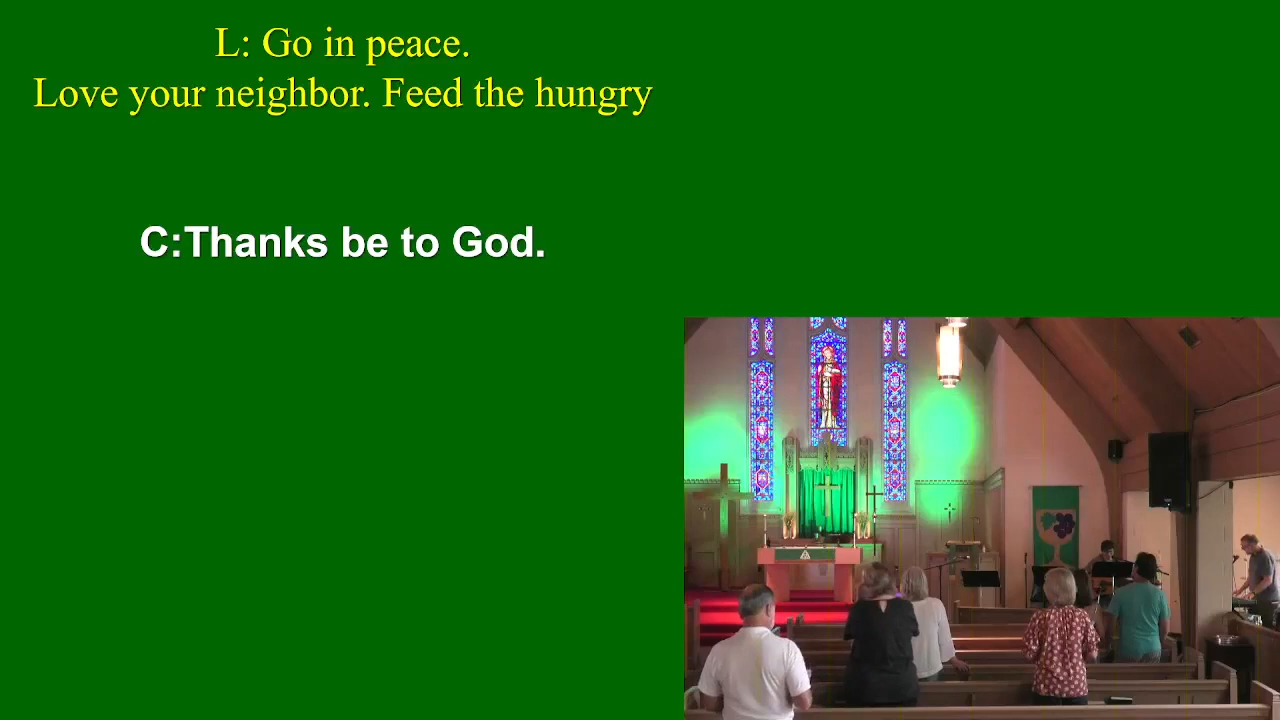 L: Go in peace.
Love your neighbor. Feed the hungry
C:Thanks be to God.